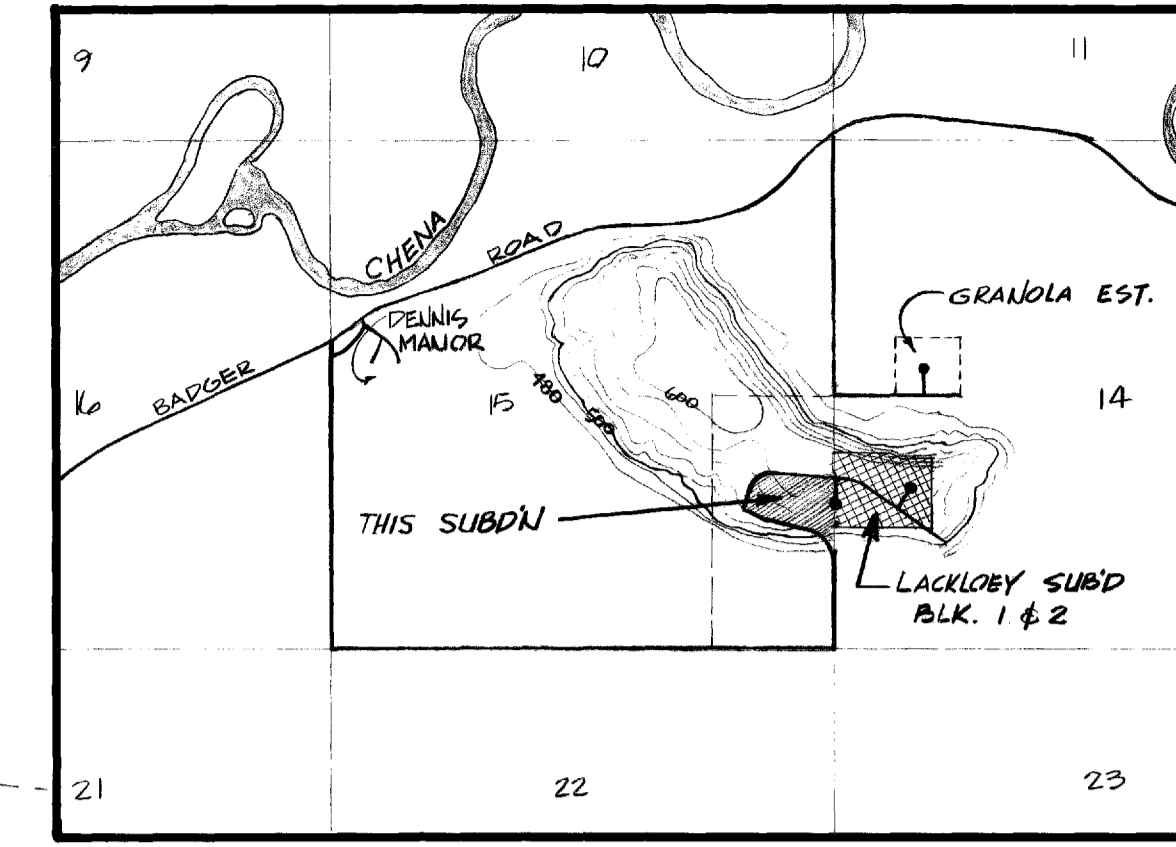 9
10
11
CHENA
ROAD
GRANOLA EST.
DENNIS
MANOR
BADGER
16
15
400
500
600
14
THIS SUBD'N
LACKLOEY SUB'D
BLK. 1 & 2
21
22
23